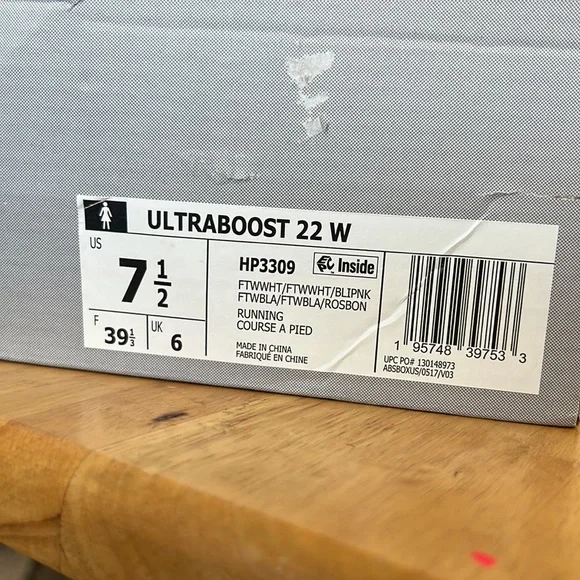 ULTRABOOST 22 W
US
7 1/2
F
39 1/3
UK
6
HP3309
Inside
FTWWHT/FTWWHT/BLIPNK
FTWBLA/FTWBLA/ROSBON
RUNNING
COURSE A PIED
MADE IN CHINA
FABRIQUÉ EN CHINE
1 95748 39753 3
UPC PO# 130148973
ABSBOXUS/0517/V03